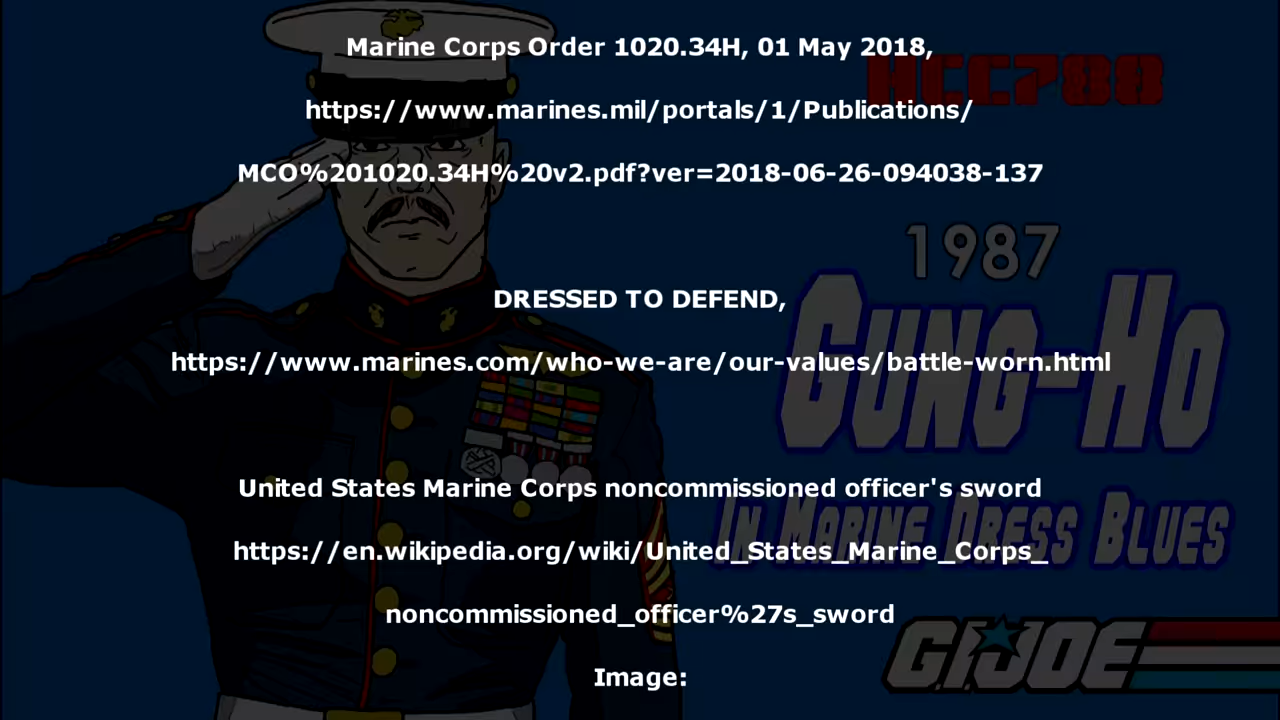 Marine Corps Order 1020.34H, 01 May 2018,
HCC788
https://www.marines.mil/portals/1/Publications/
MCO%201020.34H%20v2.pdf?ver=2018-06-26-094038-137
1987
DRESSED TO DEFEND,
https://www.marines.com/who-we-are/our-values/battle-worn.html
GUNG-HO
United States Marine Corps noncommissioned officer's sword
IN MARINE DRESS BLUES
https://en.wikipedia.org/wiki/United_States_Marine_Corps_
noncommissioned_officer%27s_sword
G.I. JOE
Image: